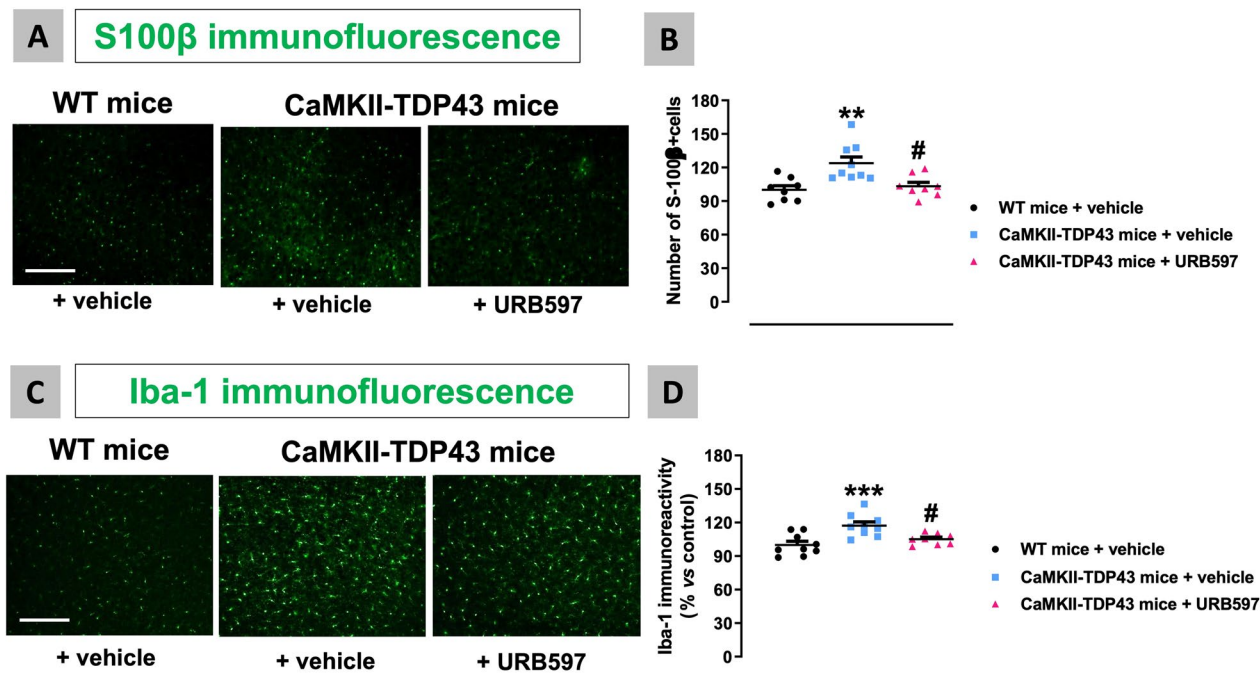 A
S100β immunofluorescence
WT mice
CaMKII-TDP43 mice
+ vehicle
+ vehicle
+ URB597
B
Number of S-100β+cells
180
150
120
90
60
30
0
**
#
WT mice + vehicle
CaMKII-TDP43 mice + vehicle
CaMKII-TDP43 mice + URB597
C
Iba-1 immunofluorescence
WT mice
CaMKII-TDP43 mice
+ vehicle
+ vehicle
+ URB597
D
Iba-1 immunoreactivity
(% vs control)
180
150
120
90
60
30
0
***
#
WT mice + vehicle
CaMKII-TDP43 mice + vehicle
CaMKII-TDP43 mice + URB597